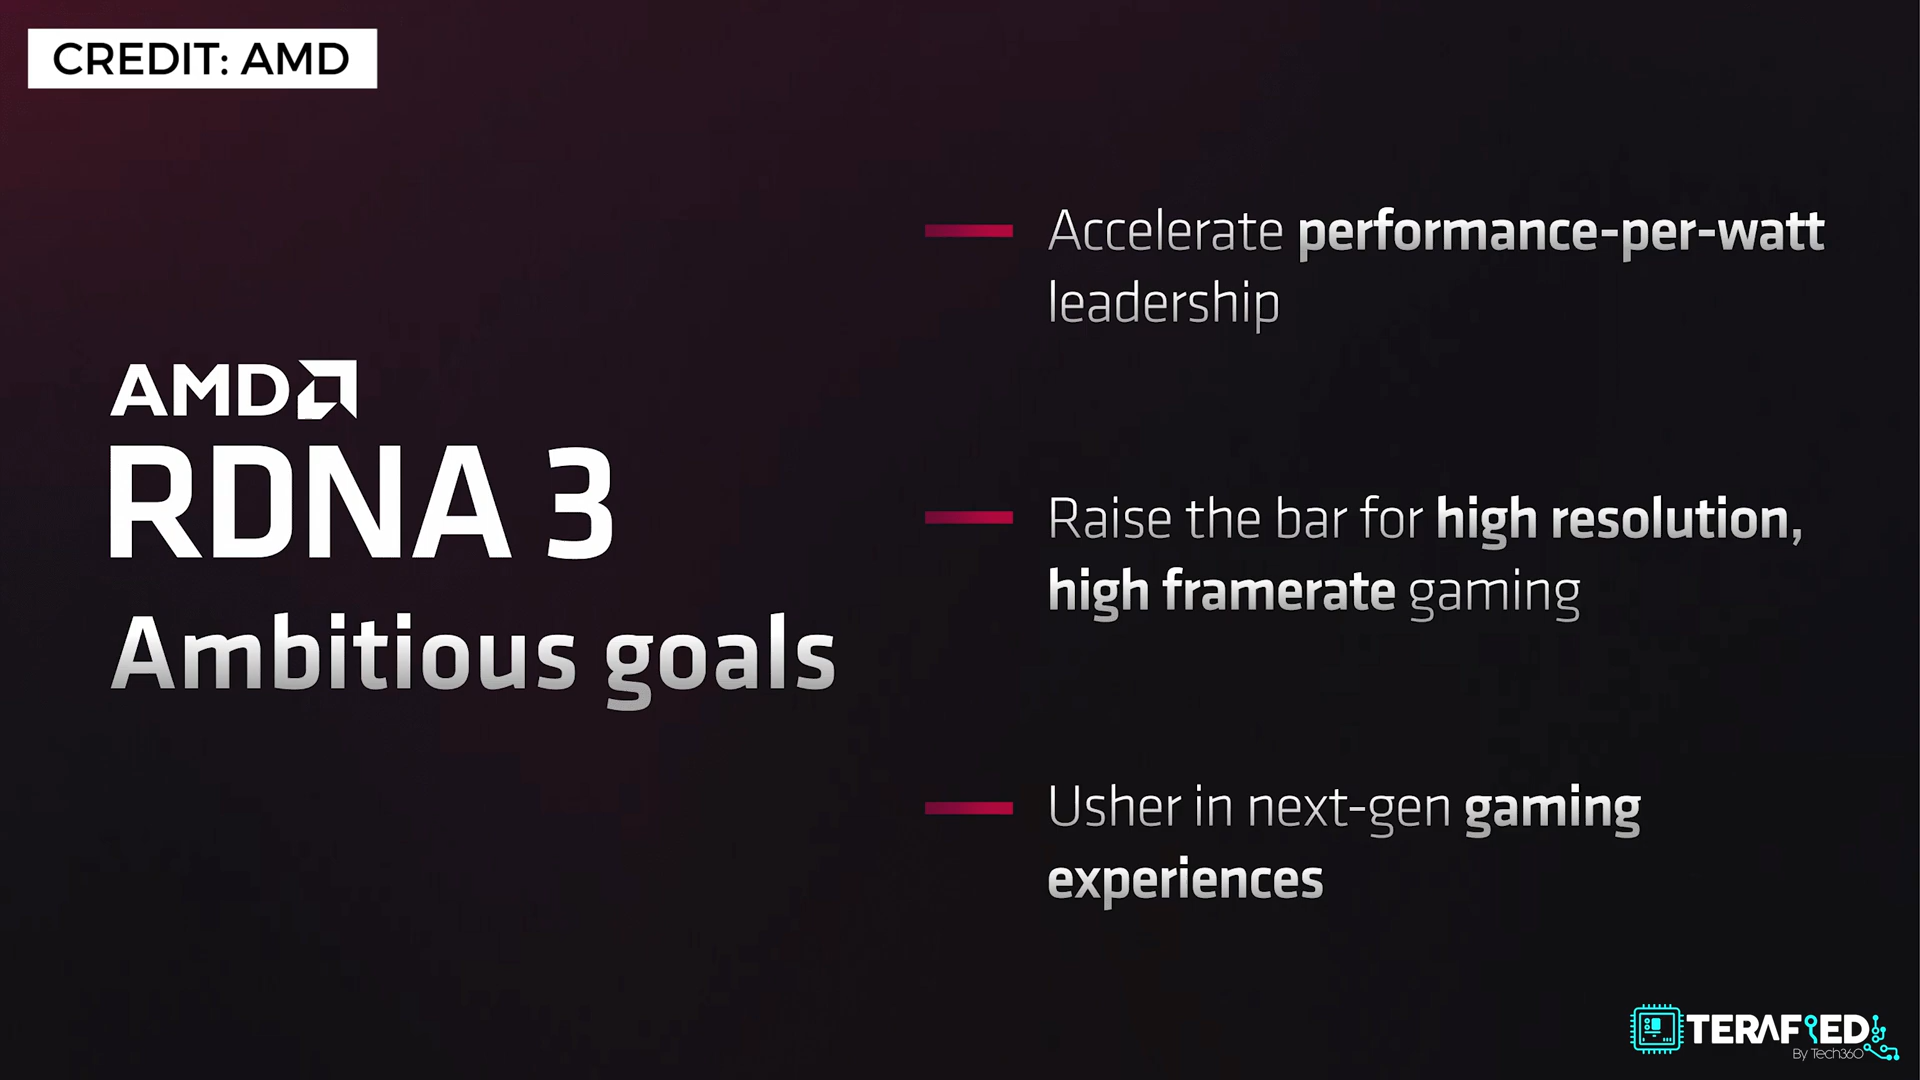 CREDIT: AMD
AMD
RDNA 3
Ambitious goals
Accelerate performance-per-watt
leadership
Raise the bar for high resolution,
high framerate gaming
Usher in next-gen gaming
experiences
TERAFIED
By Tech360